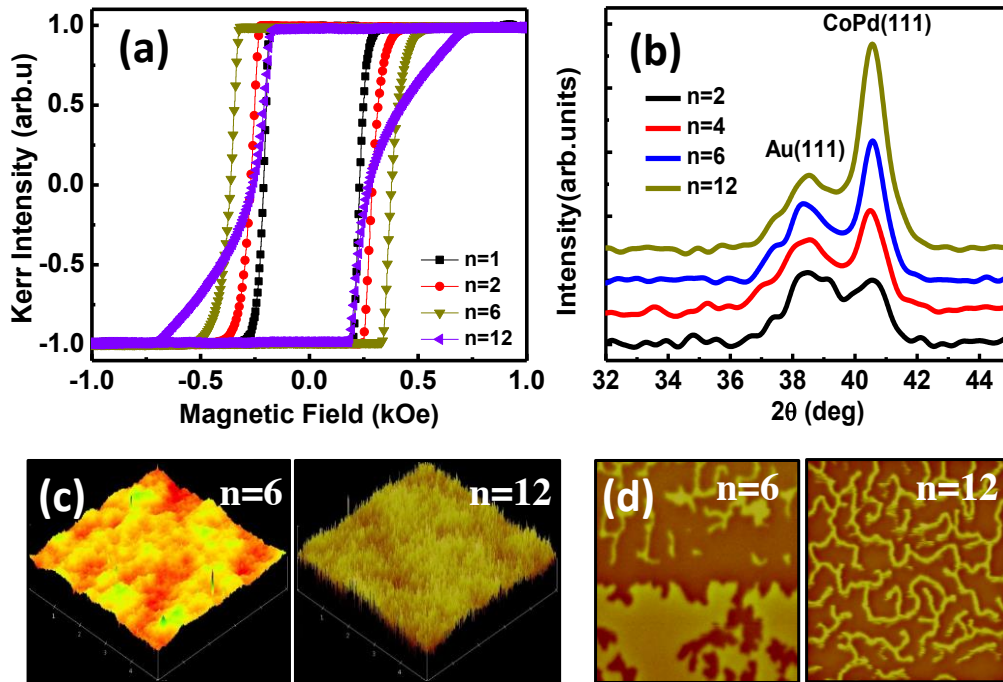 (a)
Kerr Intensity (arb.u)
1.0
0.5
0.0
-0.5
-1.0
-1.0
-0.5
0.0
0.5
1.0
Magnetic Field (kOe)
n=1
n=2
n=6
n=12
(b)
CoPd(111)
Au(111)
n=2
n=4
n=6
n=12
Intensity(arb.units)
32
34
36
38
40
42
44
2θ (deg)
(c)
n=6
n=12
(d)
n=6
n=12